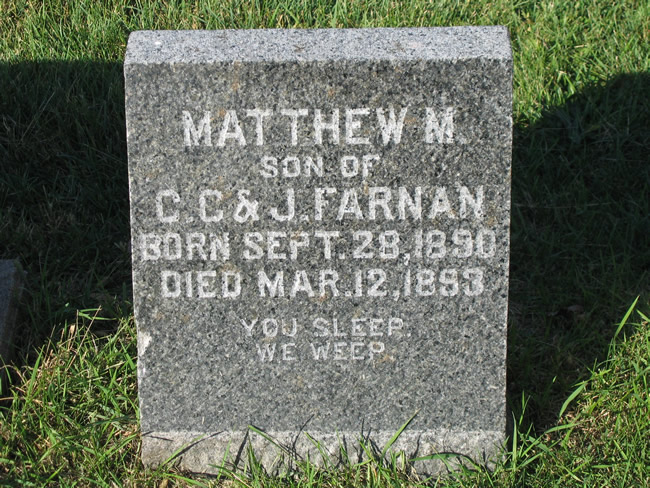 MATTHEW M.
SON OF
C.C & J. FARNAN
BORN SEPT. 28, 1890
DIED MAR. 12, 1893
YOU SLEEP.
WE WEEP.